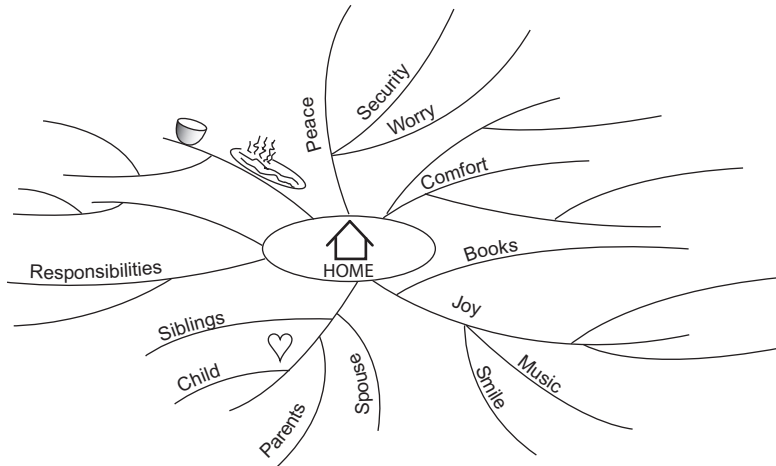 Peace
Security
Worry
Comfort
Books
HOME
Responsibilities
Joy
Siblings
Child
Parents
Spouse
Smile
Music